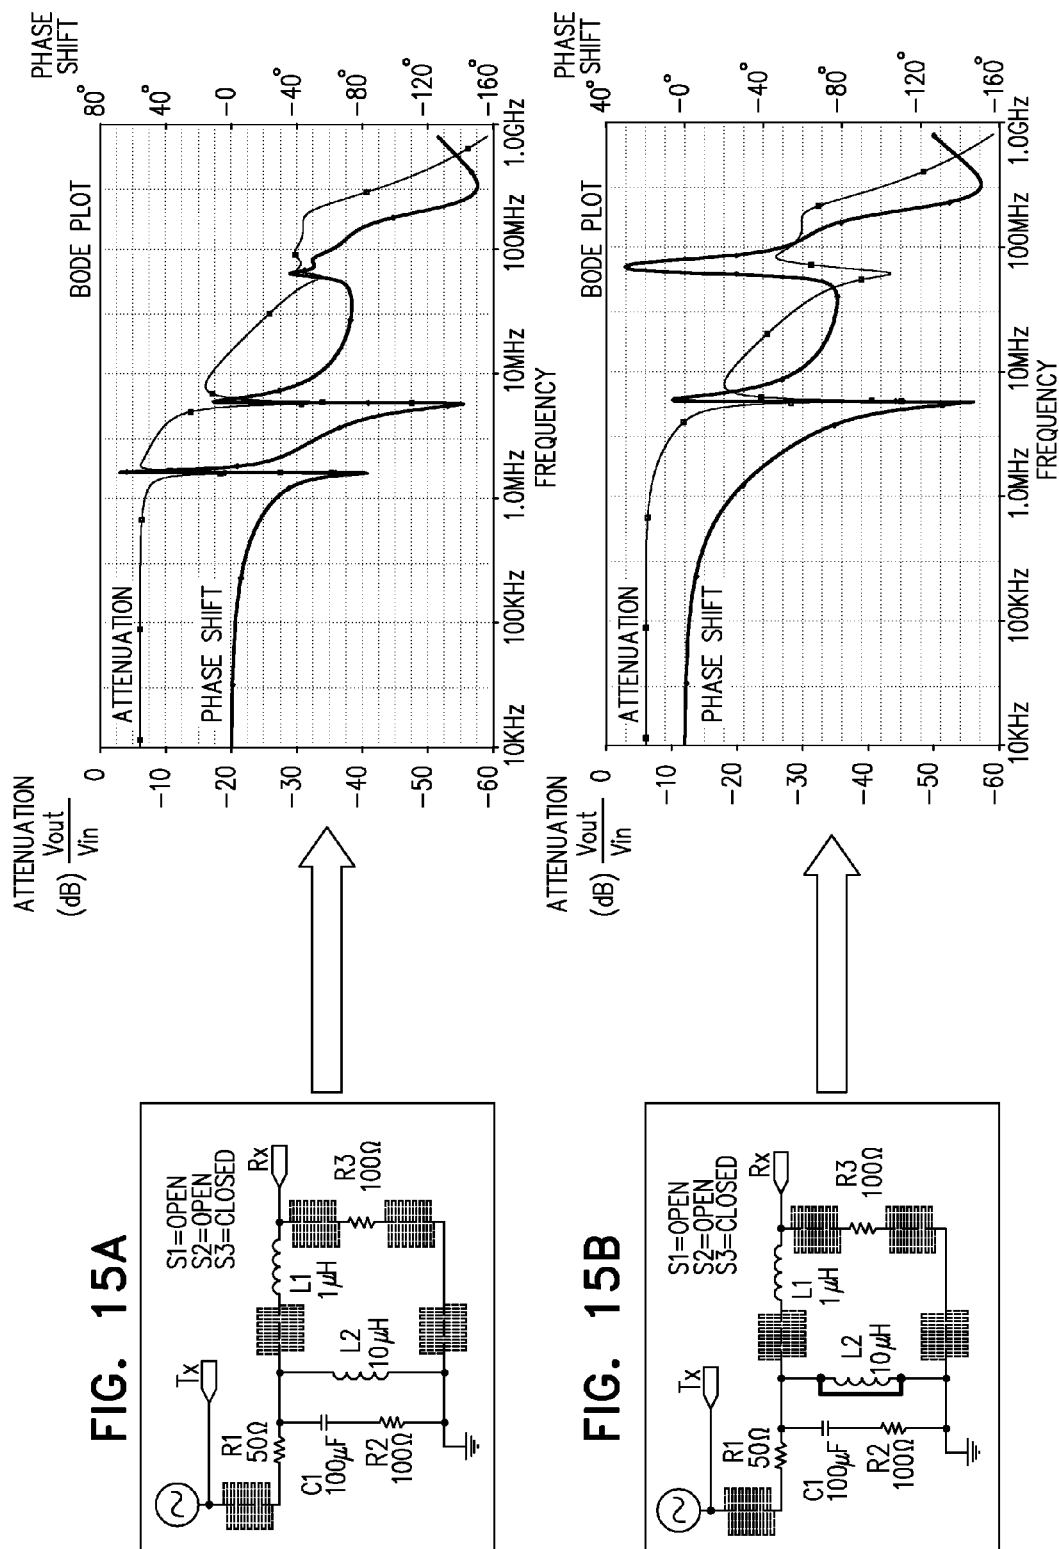 FIG. 15A
Tx
R1
50Ω
C1
100µF
R2
100Ω
L2
10µH
L1
1µH
S1=OPEN
S2=OPEN
S3=CLOSED
Rx
R3
100Ω
ATTENUATION
(dB) Vout
Vin
BODE PLOT
PHASE
SHIFT
0
-10
-20
-30
-40
-50
-60
80°
40
-0°
-40°
-80°
-120°
-160°
ATTENUATION
PHASE SHIFT
10KHz
100KHz
1.0MHz
10MHz
100MHz
1.0GHz
FREQUENCY
FIG. 15B
Tx
R1
50Ω
C1
100µF
R2
100Ω
L2
10µH
L1
1µH
S1=OPEN
S2=OPEN
S3=CLOSED
Rx
R3
100Ω
ATTENUATION
(dB) Vout
Vin
BODE PLOT
PHASE
SHIFT
0
-10
-20
-30
-40
-50
-60
40°
-0°
-40
-80°
-120°
-160°
ATTENUATION
PHASE SHIFT
10KHz
100KHz
1.0MHz
10MHz
100MHz
1.0GHz
FREQUENCY